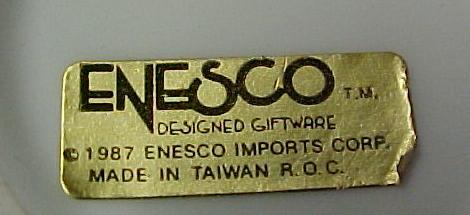 ENESCO T.M.
DESIGNED GIFTWARE
© 1987 ENESCO IMPORTS CORP.
MADE IN TAIWAN R.O.C.